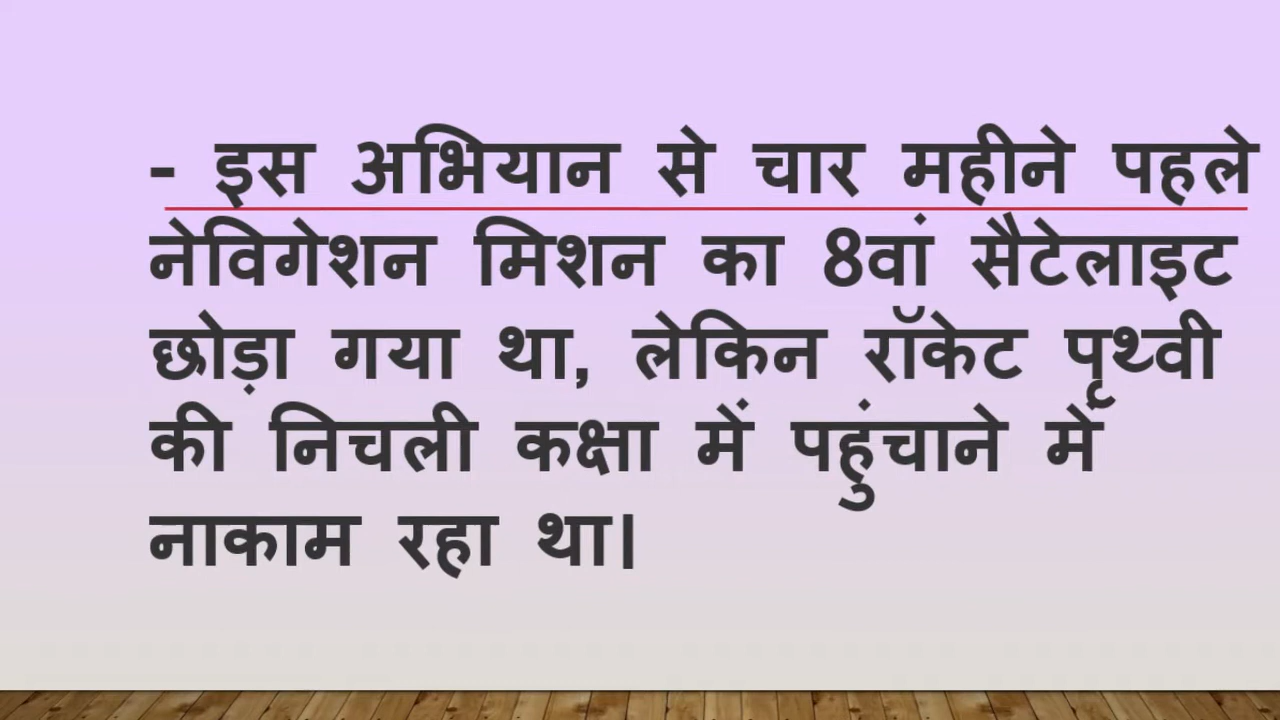 - इस अभियान से चार महीने पहले
नेविगेशन मिशन का 8वां सैटेलाइट
छोड़ा गया था, लेकिन रॉकेट पृथ्वी
की निचली कक्षा में पहुंचाने में
नाकाम रहा था।